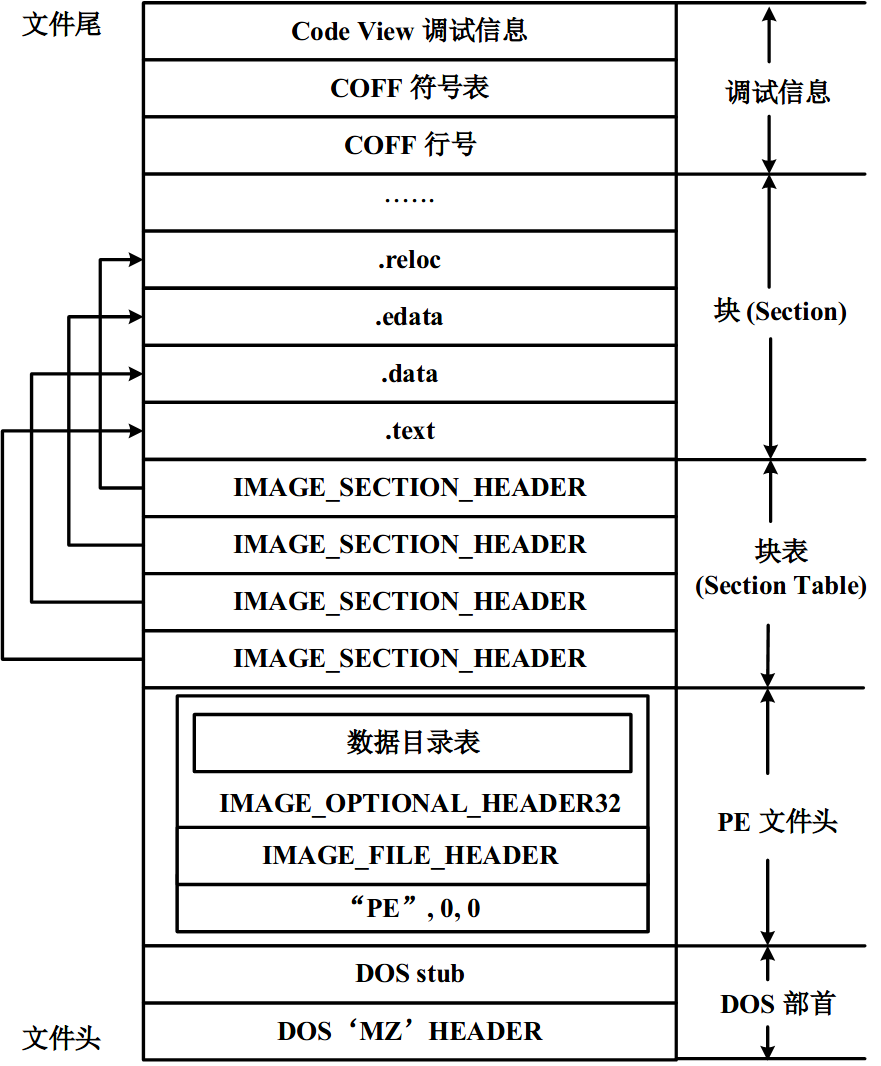 文件尾
Code View 调试信息
COFF 符号表
COFF 行号
调试信息
……
.reloc
.edata
.data
.text
块 (Section)
IMAGE_SECTION_HEADER
IMAGE_SECTION_HEADER
IMAGE_SECTION_HEADER
IMAGE_SECTION_HEADER
块表
(Section Table)
数据目录表
IMAGE_OPTIONAL_HEADER32
IMAGE_FILE_HEADER
“PE”, 0, 0
PE 文件头
DOS stub
DOS ‘MZ’ HEADER
DOS 部首
文件头